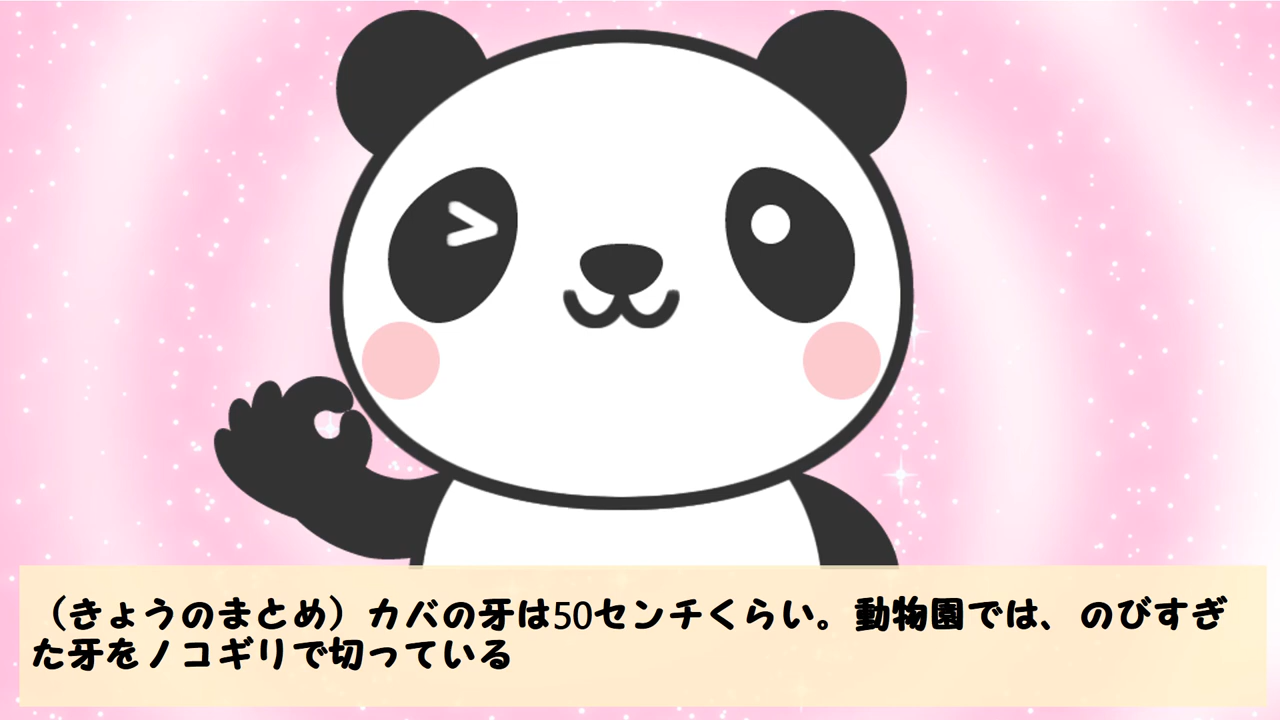 （きょうのまとめ）カバの牙は50センチくらい。動物園では、のびすぎ
た牙をノコギリで切っている